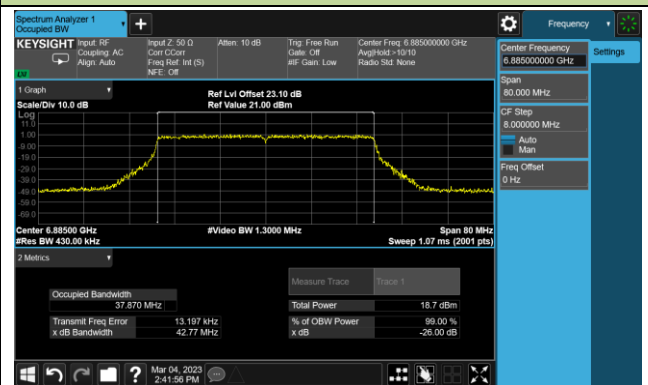 Spectrum Analyzer 1
Occupied BW
Frequency
KEYSIGHT
Input: RF
Coupling: AC
Align: Auto
Input Z: 50 Ω
Corr CCorr
Freq Ref: Int (S)
NFE: Off
Atten: 10 dB
Trig: Free Run
Gate: Off
#IF Gain: Low
Center Freq: 6.885000000 GHz
Avg|Hold:>10/10
Radio Std: None
Center Frequency
6.885000000 GHz
Settings
Span
80.000 MHz
CF Step
8.000000 MHz
Auto
Man
Freq Offset
0 Hz
1 Graph
Scale/Div 10.0 dB
Ref Lvl Offset 23.10 dB
Ref Value 21.00 dBm
Log
11.0
1.00
-9.00
-19.0
-29.0
-39.0
-49.0
-59.0
-69.0
Center 6.88500 GHz
#Res BW 430.00 kHz
#Video BW 1.3000 MHz
Span 80 MHz
Sweep 1.07 ms (2001 pts)
2 Metrics
Measure Trace
Trace 1
Occupied Bandwidth
37.870 MHz
Total Power
18.7 dBm
Transmit Freq Error
13.197 kHz
% of OBW Power
99.00 %
x dB Bandwidth
42.77 MHz
x dB
-26.00 dB
Mar 04, 2023
2:41:56 PM